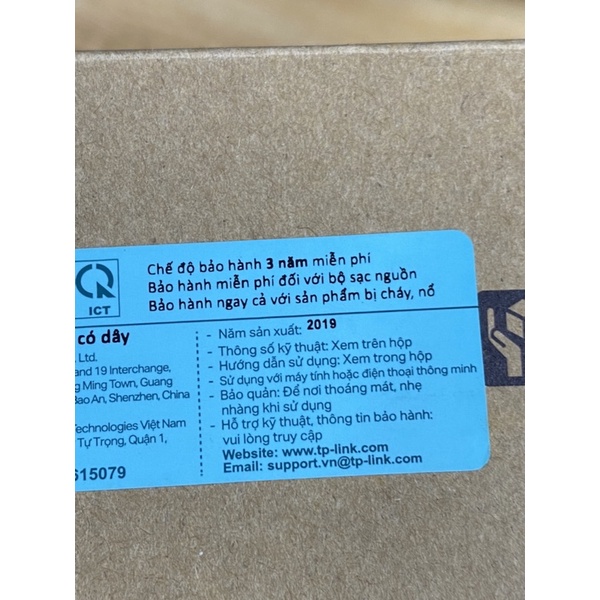 ICT
Chế độ bảo hành 3 năm miễn phí
Bảo hành miễn phí đối với bộ sạc nguồn
Bảo hành ngay cả với sản phẩm bị cháy, nổ
có dây
Ltd.
and 19 Interchange,
Ming Town, Guang
Bao An, Shenzhen, China
Technologies Việt Nam
Tự Trọng, Quận 1,
615079
- Năm sản xuất: 2019
- Thông số kỹ thuật: Xem trên hộp
- Hướng dẫn sử dụng: Xem trong hộp
- Sử dụng với máy tính hoặc điện thoại thông minh
- Bảo quản: Để nơi thoáng mát, nhẹ
nhàng khi sử dụng
- Hỗ trợ kỹ thuật, thông tin bảo hành:
vui lòng truy cập
Website: www.tp-link.com
Email: support.vn@tp-link.com